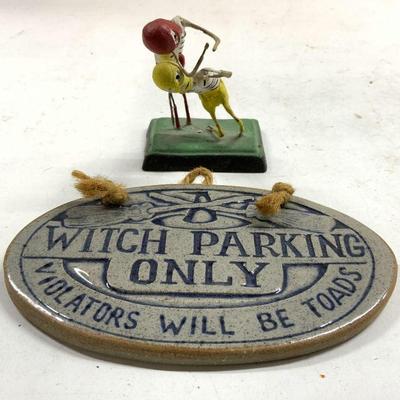 WITCH PARKING
ONLY
VIOLATORS WILL BE TOADS